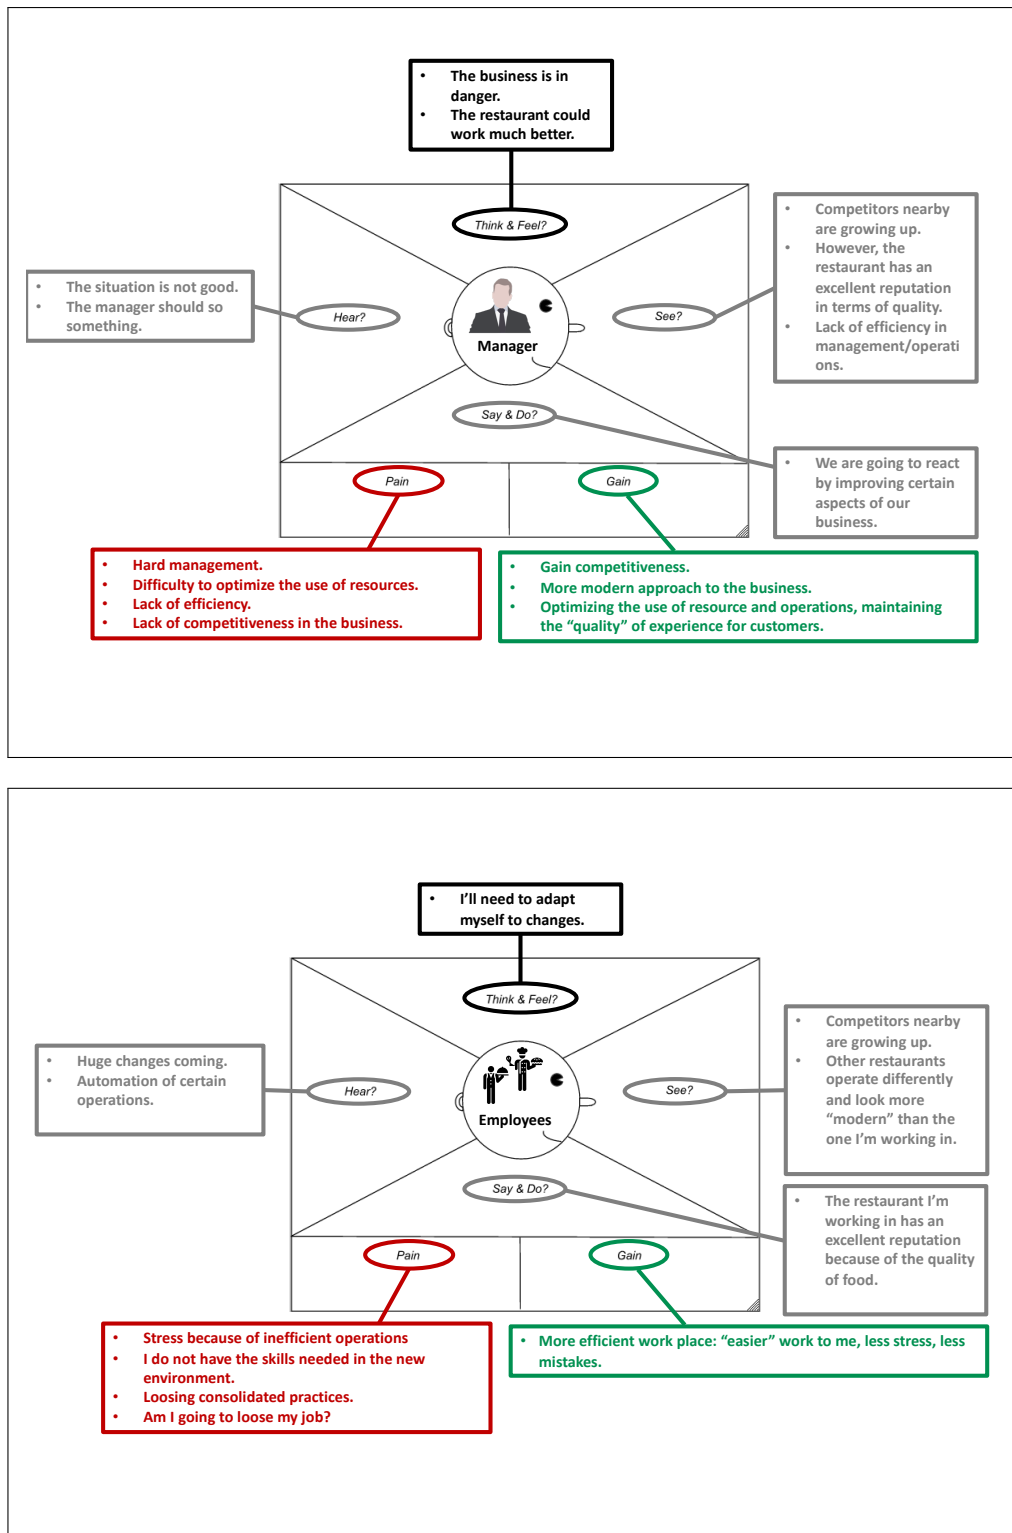 • The business is in
danger.
• The restaurant could
work much better.
Think & Feel?
• The situation is not good.
• The manager should so
something.
Hear?
Manager
See?
• Competitors nearby
are growing up.
• However, the
restaurant has an
excellent reputation
in terms of quality.
• Lack of efficiency in
management/operati
ons.
Say & Do?
• We are going to react
by improving certain
aspects of our
business.
Pain
Gain
• Hard management.
• Difficulty to optimize the use of resources.
• Lack of efficiency.
• Lack of competitiveness in the business.
• Gain competitiveness.
• More modern approach to the business.
• Optimizing the use of resource and operations, maintaining
the “quality” of experience for customers.
• I’ll need to adapt
myself to changes.
Think & Feel?
• Huge changes coming.
• Automation of certain
operations.
Hear?
Employees
See?
• Competitors nearby
are growing up.
• Other restaurants
operate differently
and look more
“modern” than the
one I’m working in.
Say & Do?
• The restaurant I’m
working in has an
excellent reputation
because of the quality
of food.
Pain
Gain
• Stress because of inefficient operations
• I do not have the skills needed in the new
environment.
• Loosing consolidated practices.
• Am I going to loose my job?
• More efficient work place: “easier” work to me, less stress, less
mistakes.